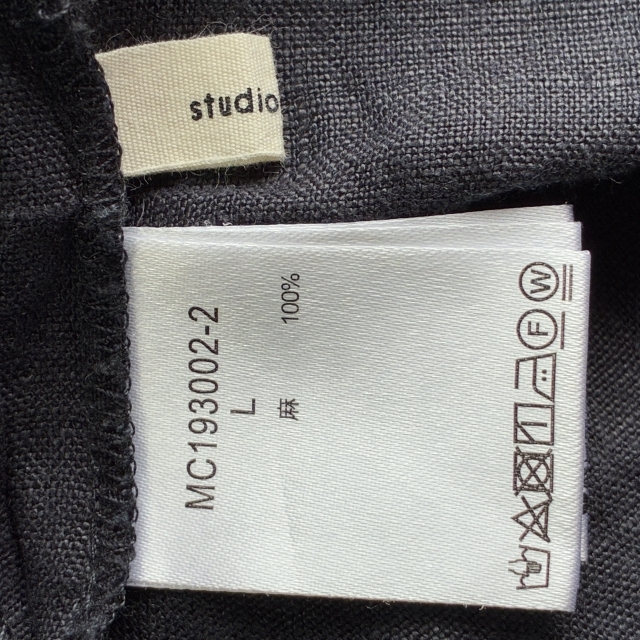 studio
MC193002-2
L
麻 100%
F W